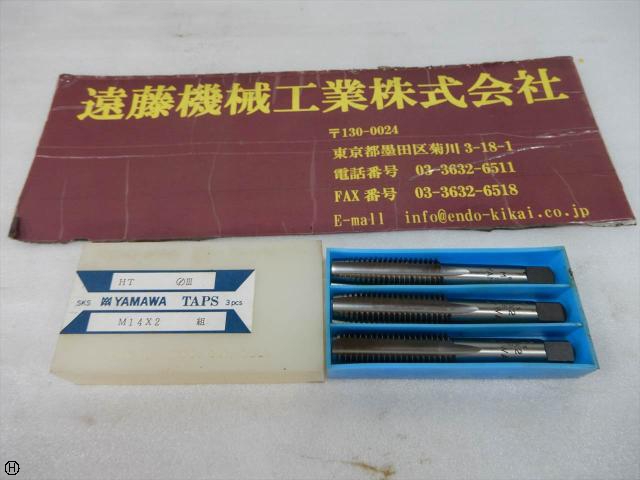 遠藤機械工業株式会社
〒130-0024
東京都墨田区菊川 3-18-1
電話番号 03-3632-6511
FAX 番号 03-3632-6518
E-mall info@endo-kikai.co.jp
HT ⊘Ⅲ
SKS YAMAWA TAPS 3pcs
M14X2 組
H